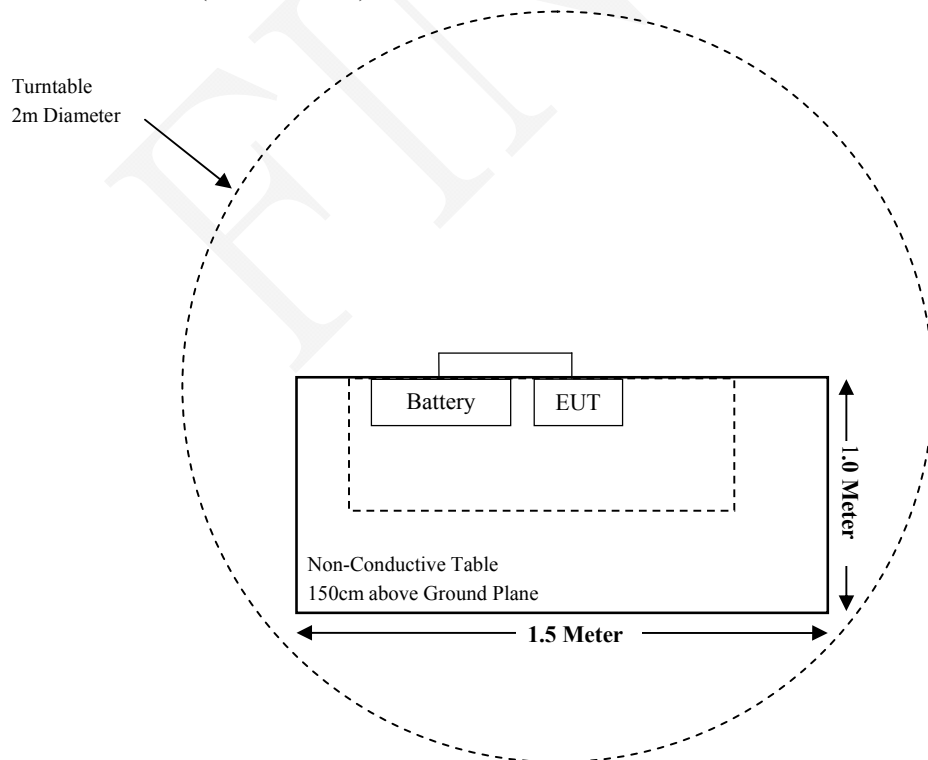 Turntable
2m Diameter
Battery
EUT
1.0 Meter
Non-Conductive Table
150cm above Ground Plane
1.5 Meter